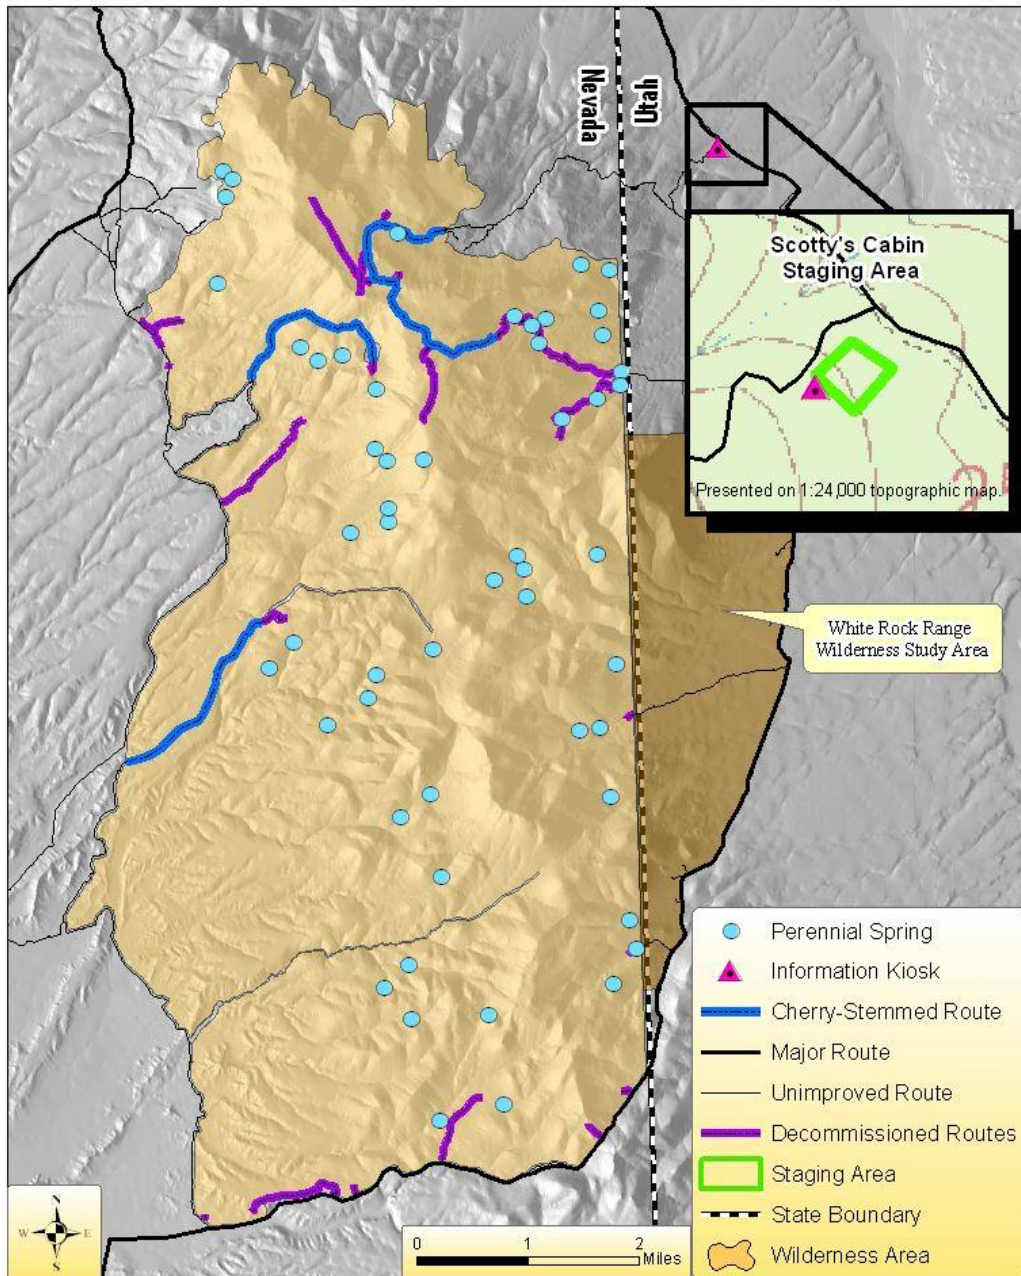 Nevada
Utah
Scotty's Cabin
Staging Area
Presented on 1:24,000 topographic map.
White Rock Range
Wilderness Study Area
Perennial Spring
Information Kiosk
Cherry-Stemmed Route
Major Route
Unimproved Route
Decommissioned Routes
Staging Area
State Boundary
Wilderness Area
N
W E
S
0 1 2
Miles